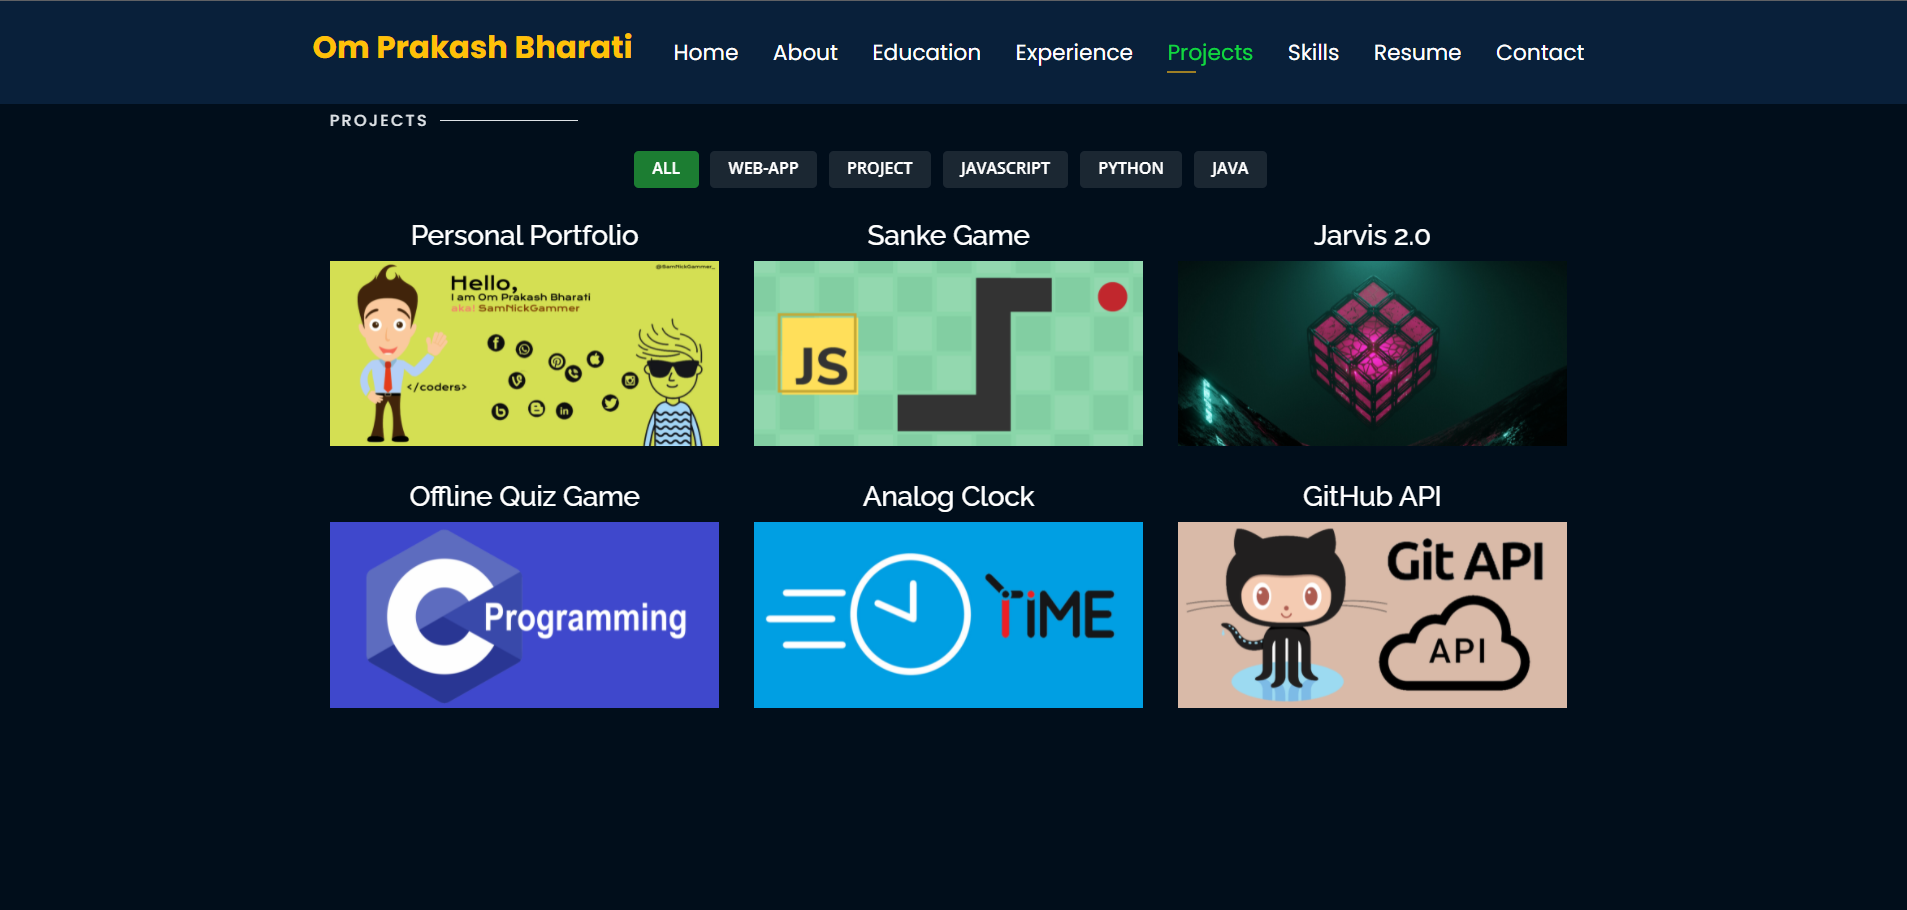 Om Prakash Bharati
Home About Education Experience Projects Skills Resume Contact
PROJECTS
ALL WEB-APP PROJECT JAVASCRIPT PYTHON JAVA
Personal Portfolio
Sanke Game
Jarvis 2.0
@SamNickGammer_
Hello,
I am Om Prakash Bharati
aka! SamNickGammer
</coders>
JS
Offline Quiz Game
Analog Clock
GitHub API
C Programming
TIME
Git API
API